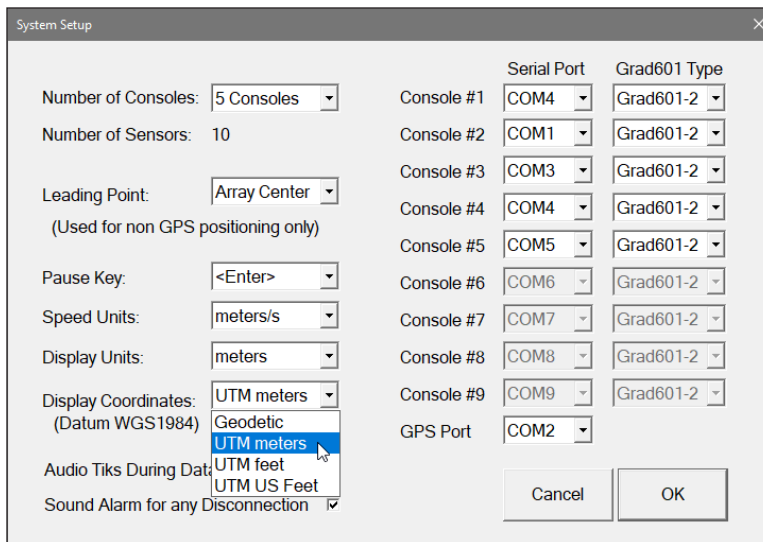 System Setup
Serial Port Grad601 Type
Number of Consoles: 5 Consoles Console #1 COM4 Grad601-2
Number of Sensors: 10 Console #2 COM1 Grad601-2
Console #3 COM3 Grad601-2
Leading Point: Array Center Console #4 COM4 Grad601-2
(Used for non GPS positioning only)
Console #5 COM5 Grad601-2
Pause Key: <Enter> Console #6 COM6 Grad601-2
Speed Units: meters/s Console #7 COM7 Grad601-2
Display Units: meters Console #8 COM8 Grad601-2
Display Coordinates: UTM meters Console #9 COM9 Grad601-2
(Datum WGS1984) Geodetic
GPS Port COM2
UTM meters
Audio Tiks During Data UTM feet
UTM US Feet
Sound Alarm for any Disconnection
Cancel OK